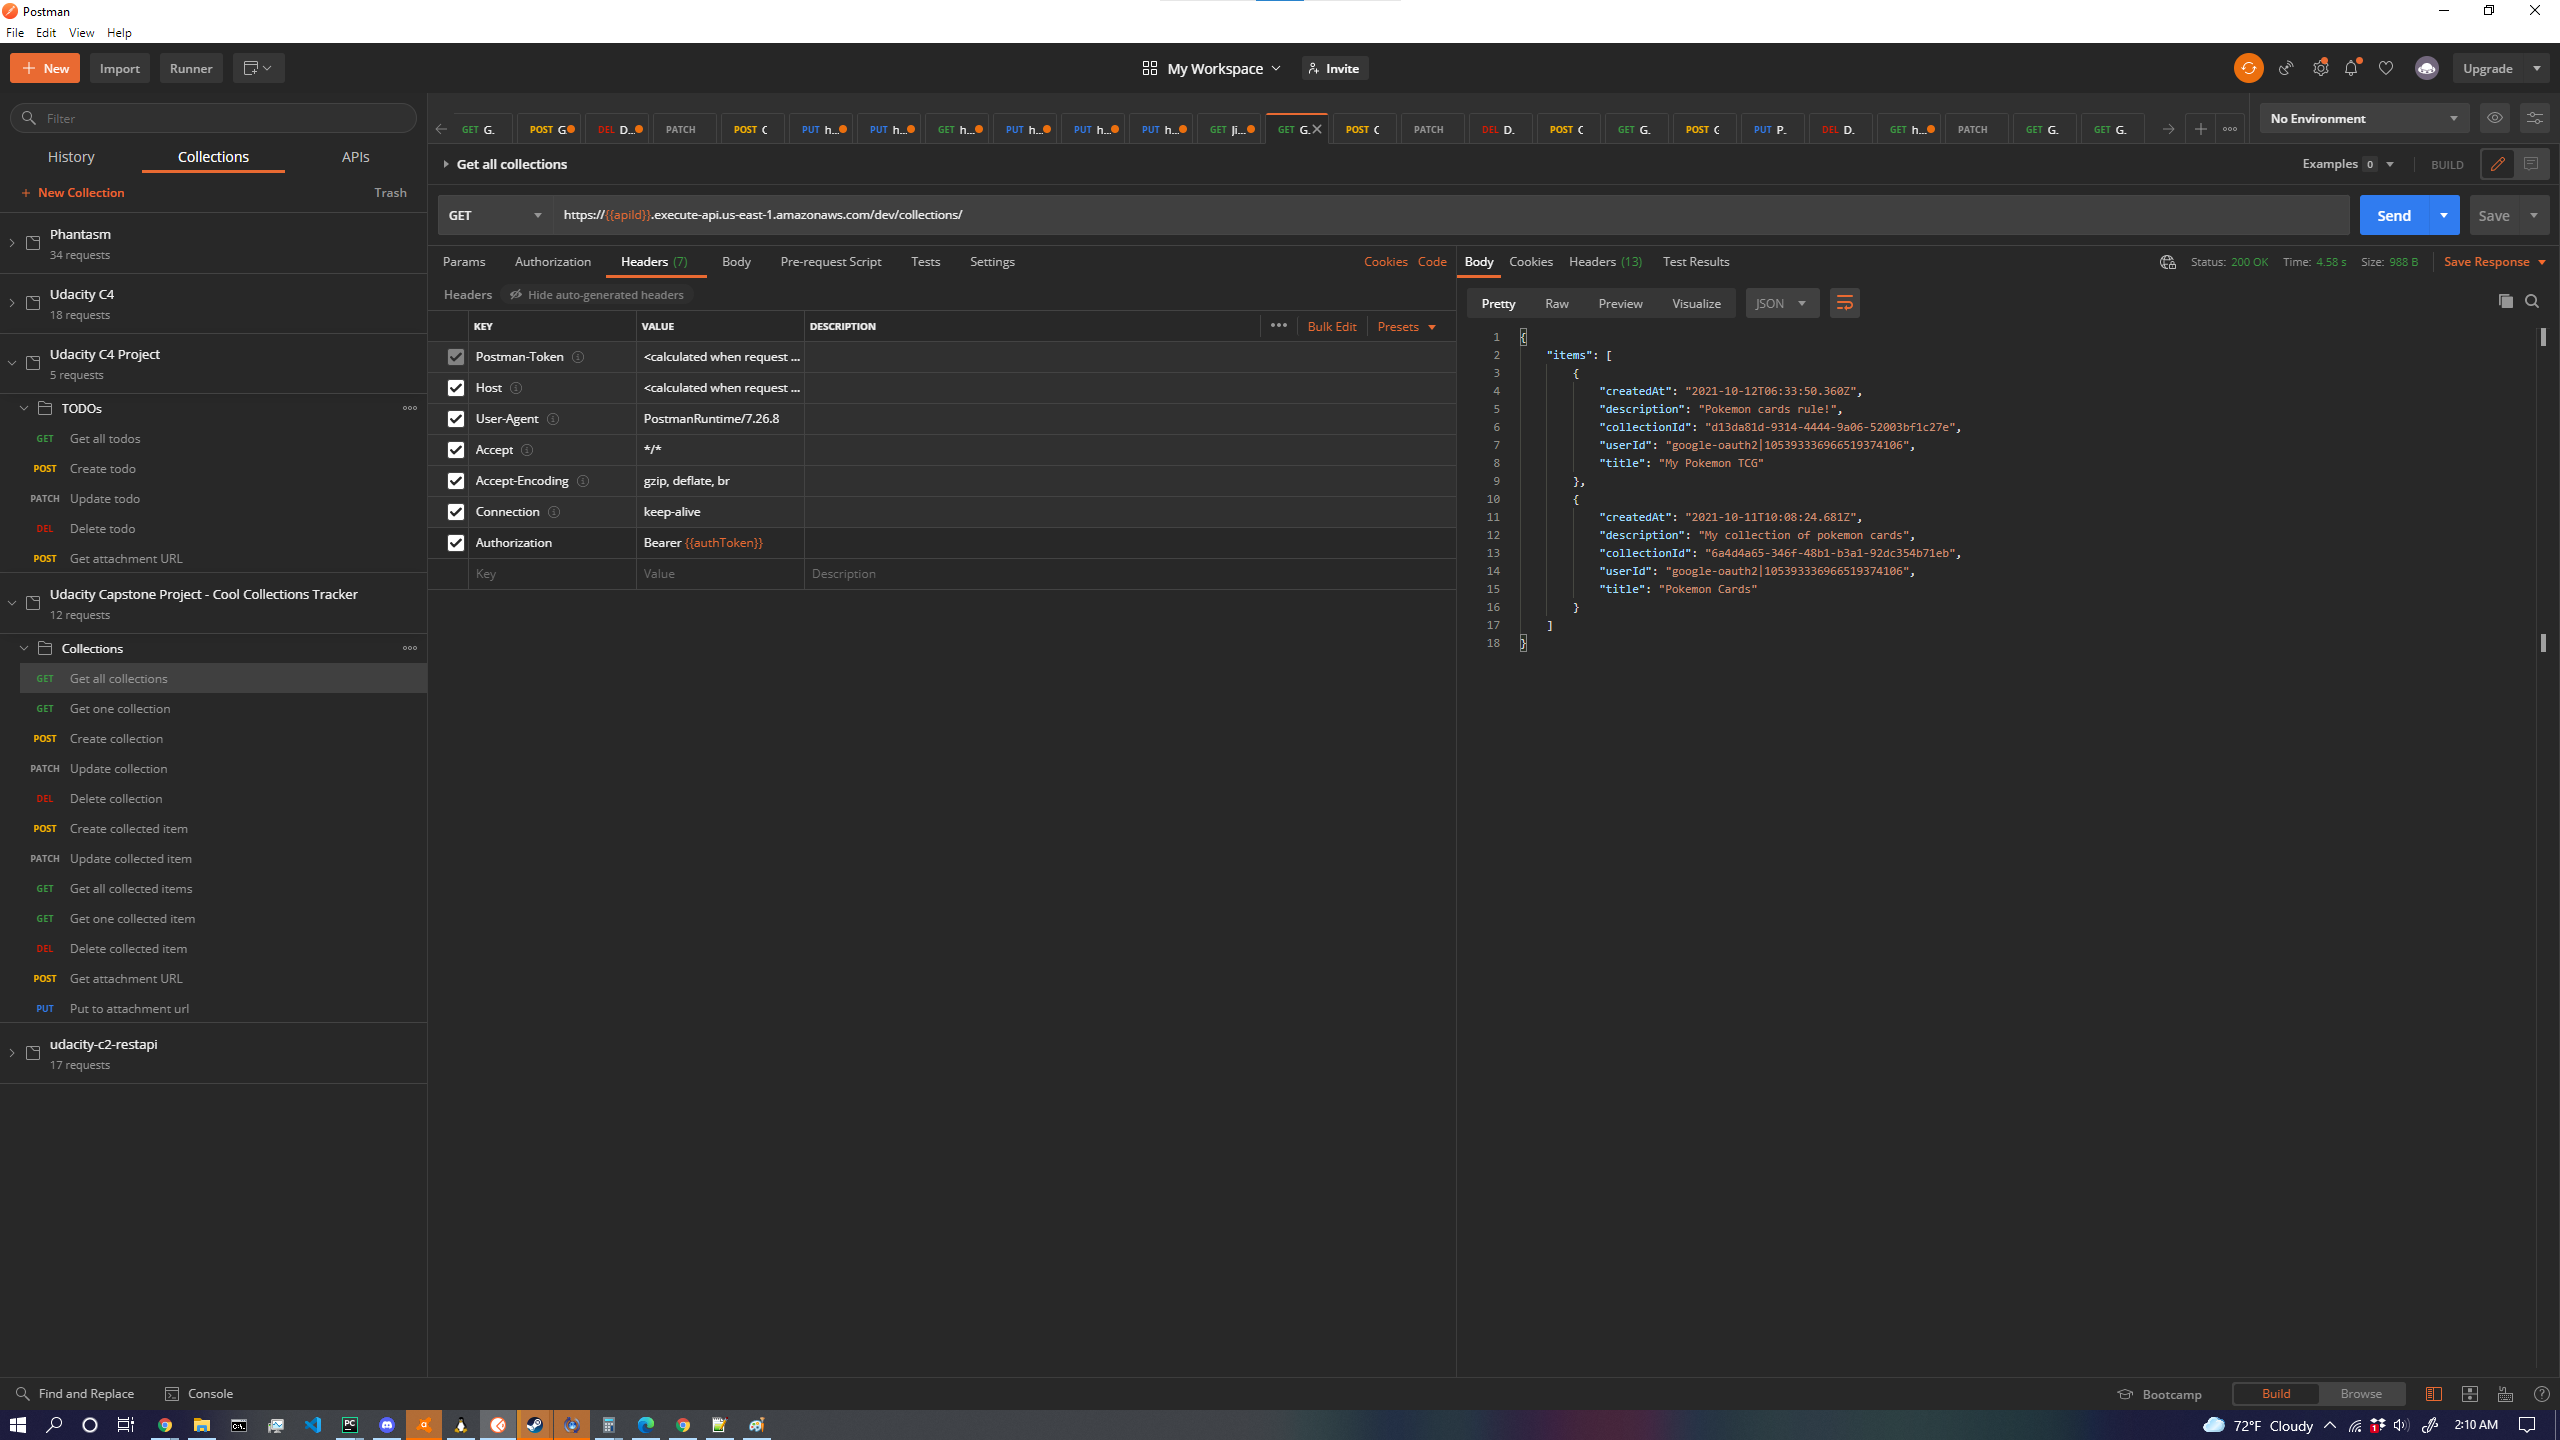 Postman
File Edit View Help
New Import Runner
My Workspace Invite
Upgrade
Filter
History Collections APIs
New Collection Trash
Phantasm
34 requests
Udacity C4
18 requests
Udacity C4 Project
5 requests
TODOs
GET Get all todos
POST Create todo
PATCH Update todo
DEL Delete todo
POST Get attachment URL
Udacity Capstone Project - Cool Collections Tracker
12 requests
Collections
GET Get all collections
GET Get one collection
POST Create collection
PATCH Update collection
DEL Delete collection
POST Create collected item
PATCH Update collected item
GET Get all collected items
GET Get one collected item
DEL Delete collected item
POST Get attachment URL
PUT Put to attachment url
udacity-c2-restapi
17 requests
GET G. POST G DEL D... PATCH POST C PUT h... PUT h... GET h... PUT h... PUT h... PUT h... GET Ji... GET G. POST C PATCH DEL D. POST C GET G. POST C PUT P. DEL D. GET h... PATCH GET G. GET G.
No Environment
Get all collections
Examples 0 BUILD
GET https://{{apiId}}.execute-api.us-east-1.amazonaws.com/dev/collections/
Send Save
Params Authorization Headers (7) Body Pre-request Script Tests Settings Cookies Code
Headers Hide auto-generated headers
KEY VALUE DESCRIPTION Bulk Edit Presets
Postman-Token <calculated when request ...
Host <calculated when request ...
User-Agent PostmanRuntime/7.26.8
Accept */*
Accept-Encoding gzip, deflate, br
Connection keep-alive
Authorization Bearer {{authToken}}
Key Value Description
Body Cookies Headers (13) Test Results
Status: 200 OK Time: 4.58 s Size: 988 B Save Response
Pretty Raw Preview Visualize JSON
1 {
2 "items": [
3 {
4 "createdAt": "2021-10-12T06:33:50.360Z",
5 "description": "Pokemon cards rule!",
6 "collectionId": "d13da81d-9314-4444-9a06-52003bf1c27e",
7 "userId": "google-oauth2|105393336966519374106",
8 "title": "My Pokemon TCG"
9 },
10 {
11 "createdAt": "2021-10-11T10:08:24.681Z",
12 "description": "My collection of pokemon cards",
13 "collectionId": "6a4d4a65-346f-48b1-b3a1-92dc354b71eb",
14 "userId": "google-oauth2|105393336966519374106",
15 "title": "Pokemon Cards"
16 }
17 ]
18 }
Find and Replace Console
Bootcamp Build Browse
72°F Cloudy 2:10 AM